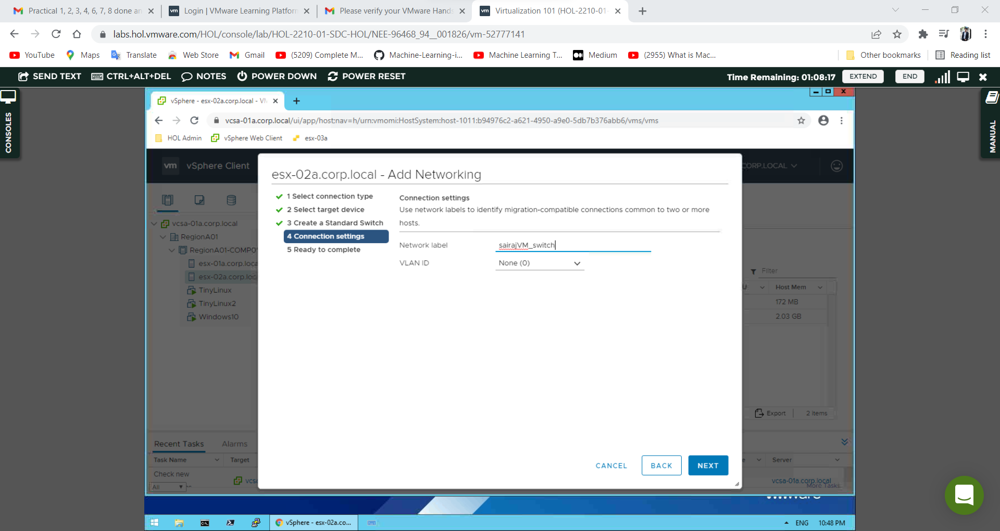 Practical 1, 2, 3, 4, 6, 7, 8 done an
Login | VMware Learning Platform
Please verify your VMware Hands
Virtualization 101 (HOL-2210-01-
labs.hol.vmware.com/HOL/console/lab/HOL-2210-01-SDC-HOL/NEE-96468_94__001826/vm-52777141
YouTube
Maps
Translate
Web Store
Gmail
(5209) Complete M...
Machine-Learning-i...
Machine Learning T...
Medium
(2955) What is Mac...
Other bookmarks
Reading list
SEND TEXT
CTRL+ALT+DEL
NOTES
POWER DOWN
POWER RESET
Time Remaining: 01:08:17
EXTEND
END
CONSOLES
MANUAL
vSphere - esx-02a.corp.local - VM
vcsa-01a.corp.local/ui/app/host;nav=h/urn:vmomi:HostSystem:host-1011:b94976c2-a621-4950-a9e0-5db7b376abb6/vms/vms
HOL Admin
vSphere Web Client
esx-03a
vm
vSphere Client
CORP.LOCAL
esx-02a.corp.local - Add Networking
1 Select connection type
2 Select target device
3 Create a Standard Switch
4 Connection settings
5 Ready to complete
Connection settings
Use network labels to identify migration-compatible connections common to two or more
hosts.
Network label
sairajVM_switch
VLAN ID
None (0)
CANCEL
BACK
NEXT
vcsa-01a.corp.local
RegionA01
RegionA01-COMP0
esx-01a.corp.loca
esx-02a.corp.loc
TinyLinux
TinyLinux2
Windows10
Filter
U
Host Mem
172 MB
2.03 GB
Export
2 items
Recent Tasks
Alarms
Task Name
Target
Server
Check new
vcs
All
vcsa-01a.corp.local
More Tasks
vmware
vSphere - esx-02a.co...
ENG
10:48 PM